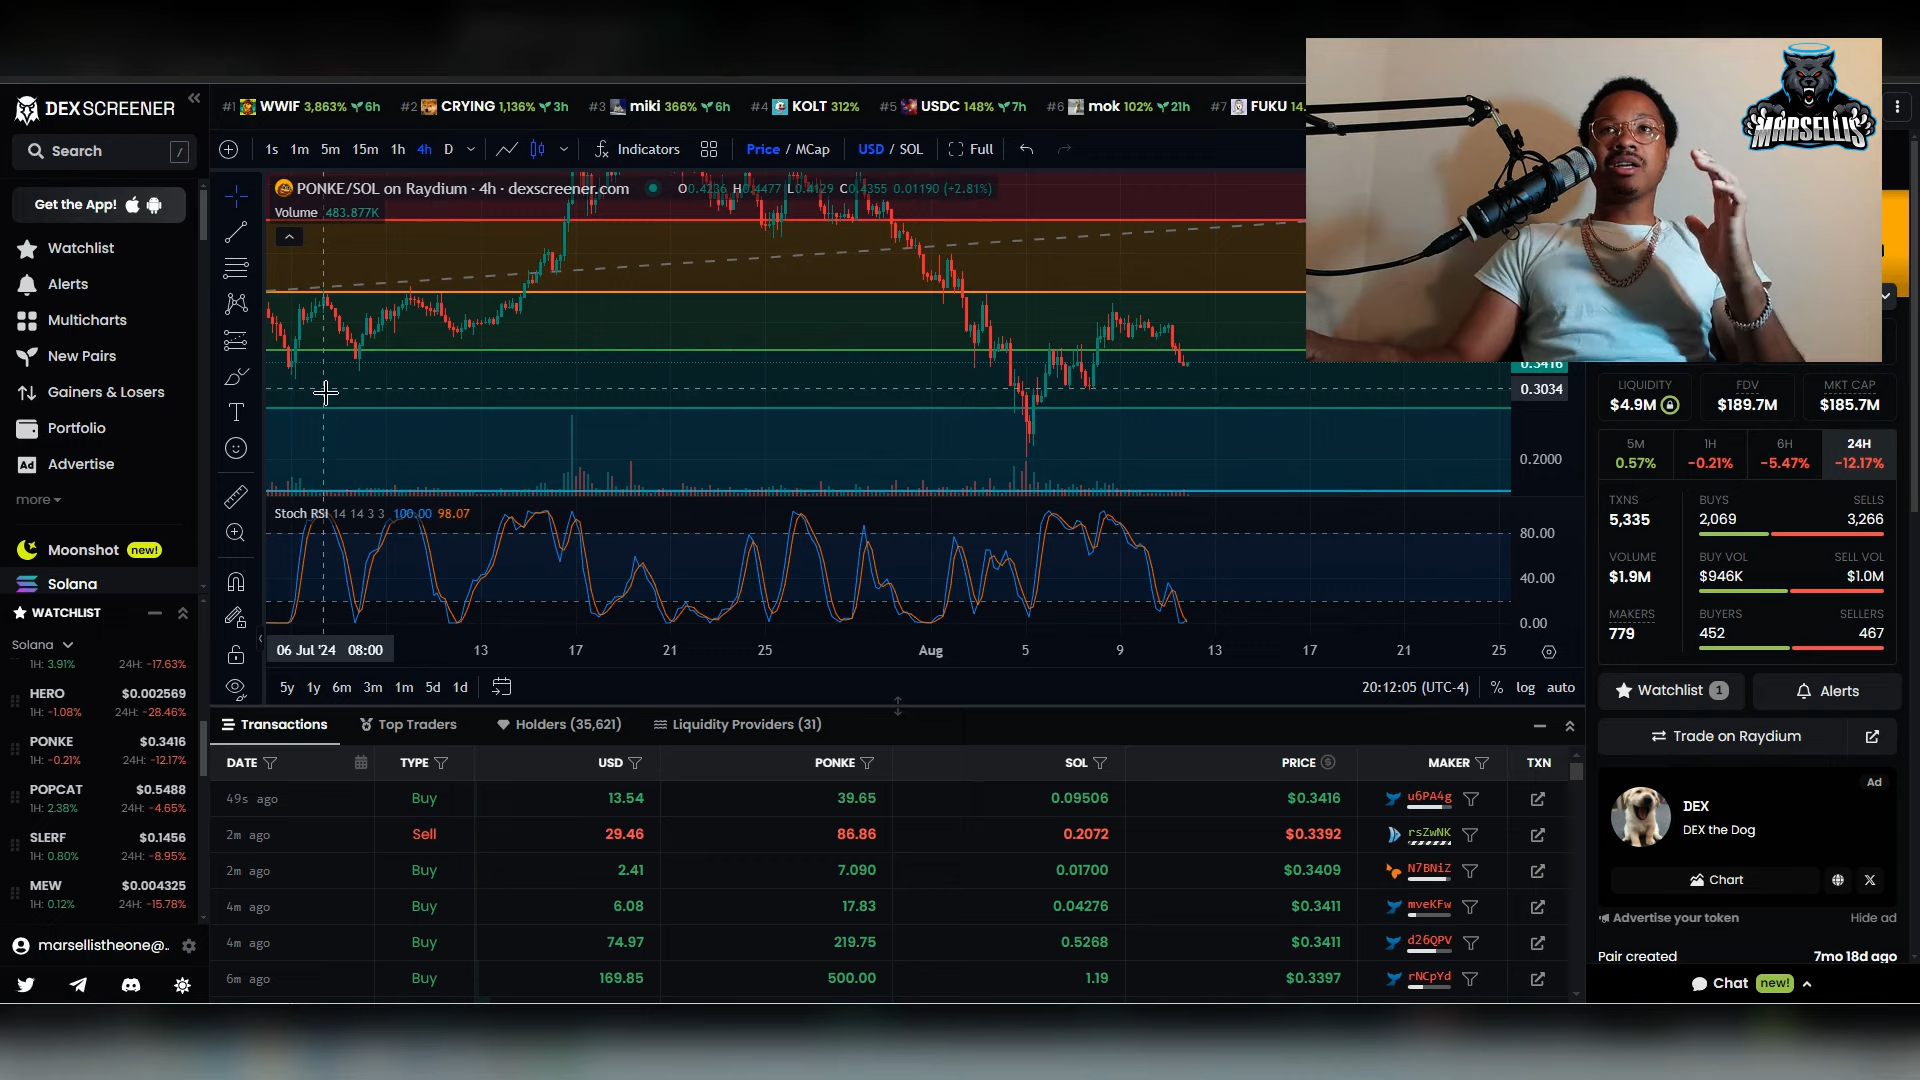 DEX SCREENER
#1 WWIF 3,863% 6h #2 CRYING 1,136% 3h #3 miki 366% 6h #4 KOLT 312% #5 USDC 148% 7h #6 mok 102% 21h #7 FUKU 14.
MARSELLIS
Search /
1s 1m 5m 15m 1h 4h D Indicators Price / MCap USD / SOL Full
PONKE/SOL on Raydium · 4h · dexscreener.com O0.4236 H0.4477 L0.4129 C0.4355 0.01190 (+2.81%)
Volume 483.877K
Get the App!
Watchlist
Alerts
Multicharts
New Pairs
Gainers & Losers
Portfolio
Ad Advertise
more
Moonshot new!
Solana
0.3416
0.3034
0.2000
Stoch RSI 14 14 3 3 100.00 98.07
80.00
40.00
0.00
06 Jul '24 08:00 13 17 21 25 Aug 5 9 13 17 21 25
5y 1y 6m 3m 1m 5d 1d 20:12:05 (UTC-4) % log auto
WATCHLIST
Solana
1H: 3.91% 24H: -17.63%
HERO $0.002569
1H: -1.08% 24H: -28.46%
PONKE $0.3416
1H: -0.21% 24H: -12.17%
POPCAT $0.5488
1H: 2.38% 24H: -4.65%
SLERF $0.1456
1H: 0.80% 24H: -8.95%
MEW $0.004325
1H: 0.12% 24H: -15.78%
marsellistheone@..
Transactions Top Traders Holders (35,621) Liquidity Providers (31)
DATE TYPE USD PONKE SOL PRICE MAKER TXN
49s ago Buy 13.54 39.65 0.09506 $0.3416 u6PA4g
2m ago Sell 29.46 86.86 0.2072 $0.3392 rsZwNK
2m ago Buy 2.41 7.090 0.01700 $0.3409 N7BNiZ
4m ago Buy 6.08 17.83 0.04276 $0.3411 mveKFw
4m ago Buy 74.97 219.75 0.5268 $0.3411 d26QPV
6m ago Buy 169.85 500.00 1.19 $0.3397 rNCpYd
LIQUIDITY FDV MKT CAP
$4.9M $189.7M $185.7M
5M 1H 6H 24H
0.57% -0.21% -5.47% -12.17%
TXNS BUYS SELLS
5,335 2,069 3,266
VOLUME BUY VOL SELL VOL
$1.9M $946K $1.0M
MAKERS BUYERS SELLERS
779 452 467
Watchlist 1 Alerts
Trade on Raydium
Ad
DEX
DEX the Dog
Chart
Advertise your token Hide ad
Pair created 7mo 18d ago
Chat new!